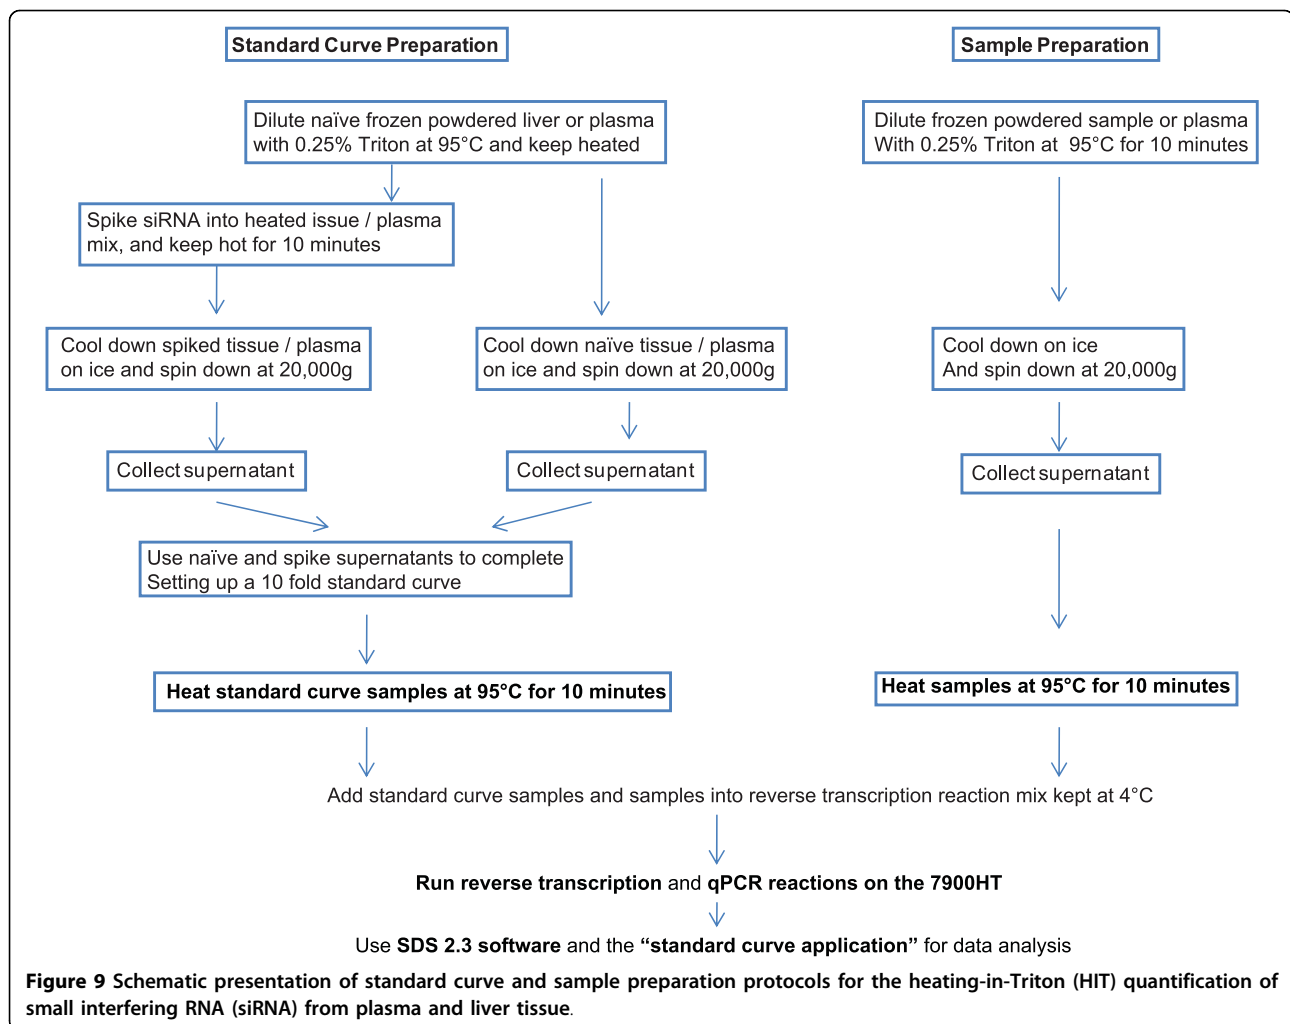 Standard Curve Preparation
Sample Preparation
Dilute naïve frozen powdered liver or plasma
with 0.25% Triton at 95°C and keep heated
Dilute frozen powdered sample or plasma
With 0.25% Triton at 95°C for 10 minutes
Spike siRNA into heated issue / plasma
mix, and keep hot for 10 minutes
Cool down spiked tissue / plasma
on ice and spin down at 20,000g
Cool down naïve tissue / plasma
on ice and spin down at 20,000g
Cool down on ice
And spin down at 20,000g
Collect supernatant
Collect supernatant
Collect supernatant
Use naïve and spike supernatants to complete
Setting up a 10 fold standard curve
Heat standard curve samples at 95°C for 10 minutes
Heat samples at 95°C for 10 minutes
Add standard curve samples and samples into reverse transcription reaction mix kept at 4°C
Run reverse transcription and qPCR reactions on the 7900HT
Use SDS 2.3 software and the “standard curve application” for data analysis
Figure 9 Schematic presentation of standard curve and sample preparation protocols for the heating-in-Triton (HIT) quantification of
small interfering RNA (siRNA) from plasma and liver tissue.